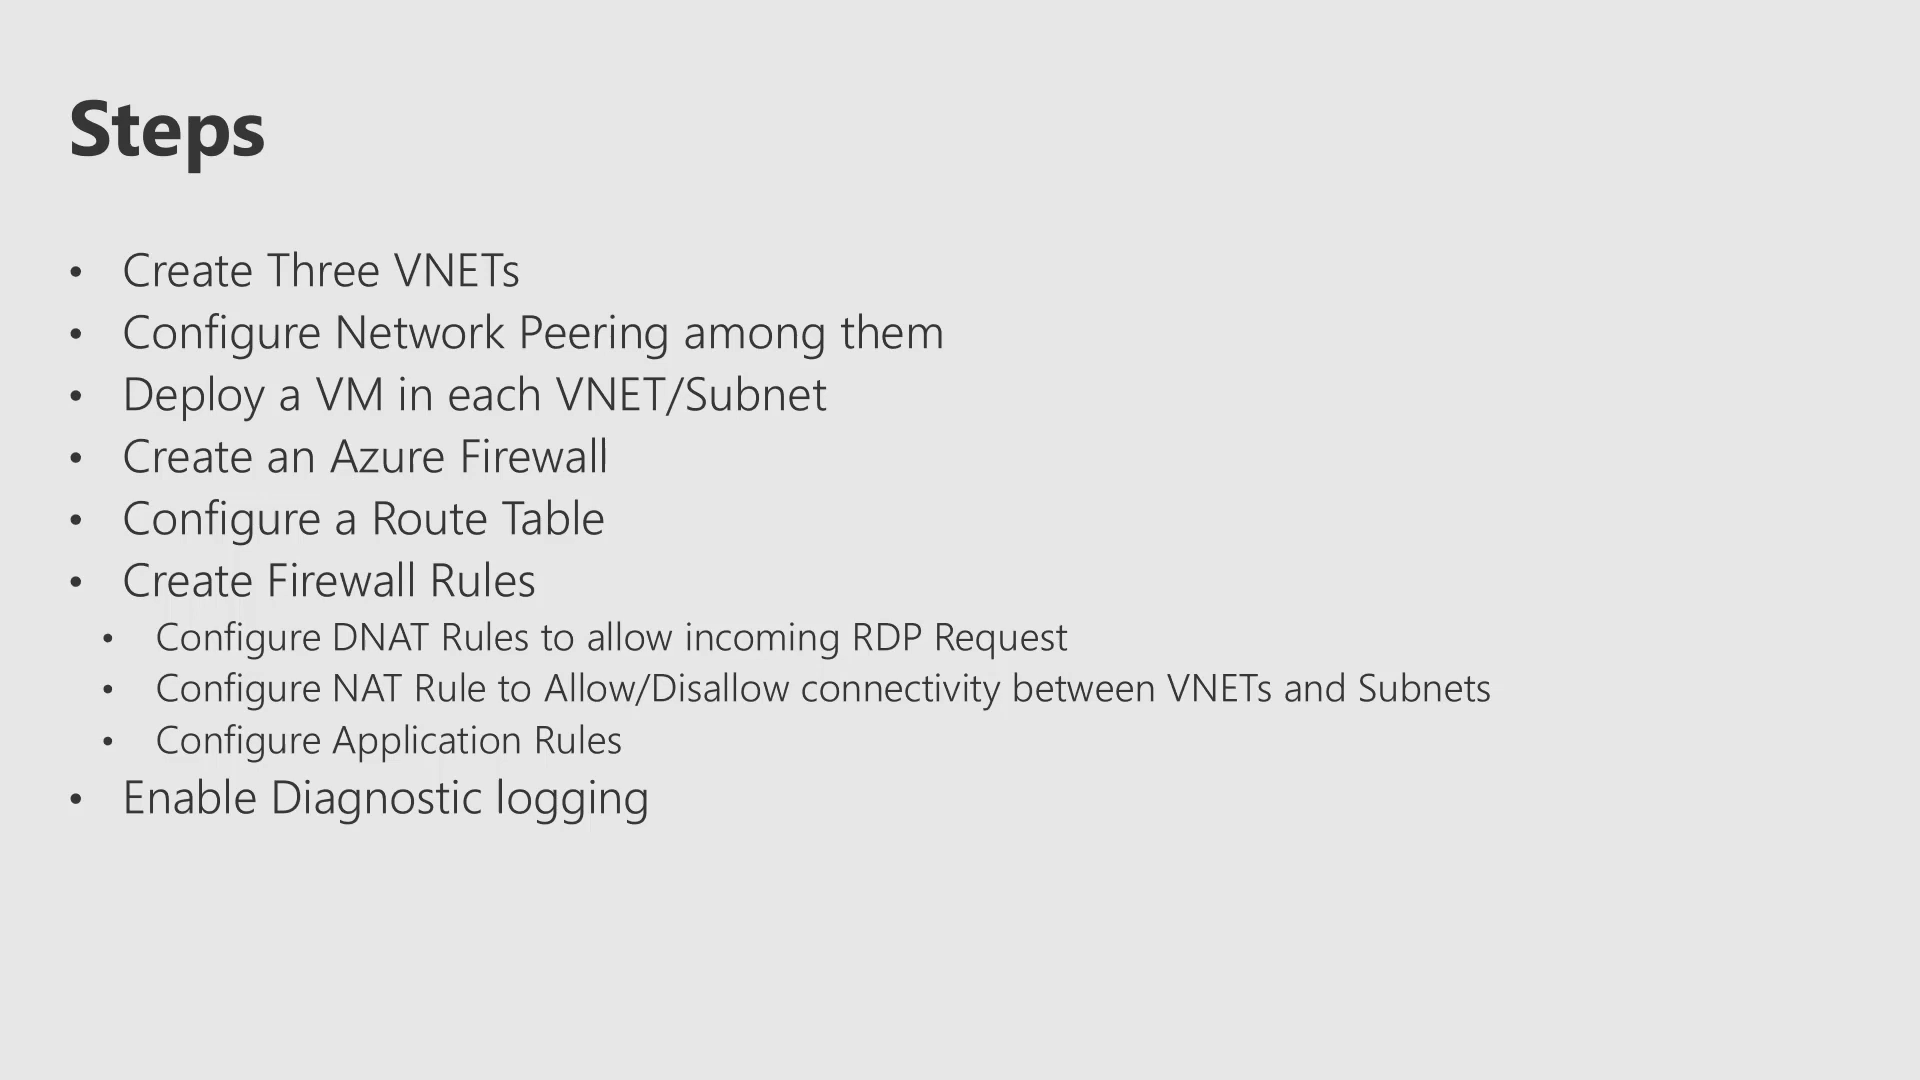 Steps
• Create Three VNETs
• Configure Network Peering among them
• Deploy a VM in each VNET/Subnet
• Create an Azure Firewall
• Configure a Route Table
• Create Firewall Rules
• Configure DNAT Rules to allow incoming RDP Request
• Configure NAT Rule to Allow/Disallow connectivity between VNETs and Subnets
• Configure Application Rules
• Enable Diagnostic logging